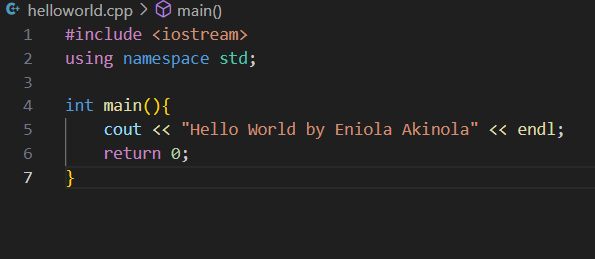 helloworld.cpp > main()
1 #include <iostream>
2 using namespace std;
3
4 int main(){
5     cout << "Hello World by Eniola Akinola" << endl;
6     return 0;
7 }